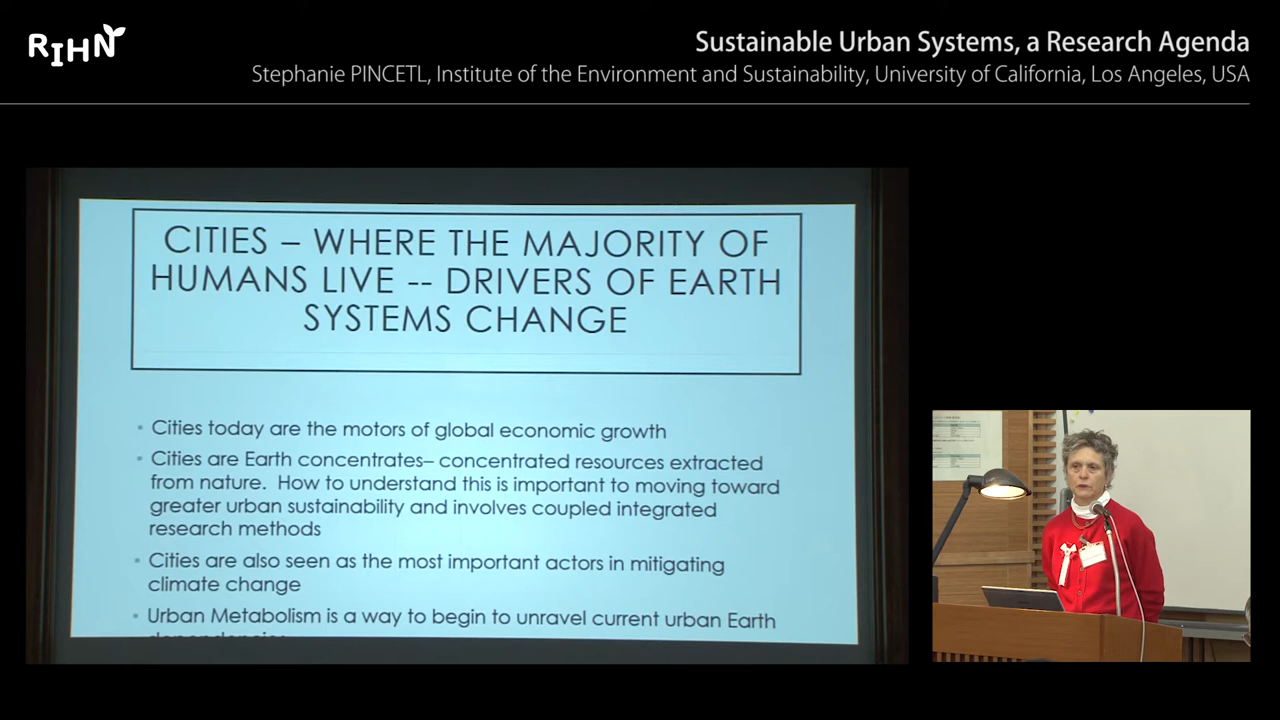 RIHN
Sustainable Urban Systems, a Research Agenda
Stephanie PINCETL, Institute of the Environment and Sustainability, University of California, Los Angeles, USA
CITIES – WHERE THE MAJORITY OF
HUMANS LIVE -- DRIVERS OF EARTH
SYSTEMS CHANGE
• Cities today are the motors of global economic growth
• Cities are Earth concentrates– concentrated resources extracted
from nature. How to understand this is important to moving toward
greater urban sustainability and involves coupled integrated
research methods
• Cities are also seen as the most important actors in mitigating
climate change
• Urban Metabolism is a way to begin to unravel current urban Earth